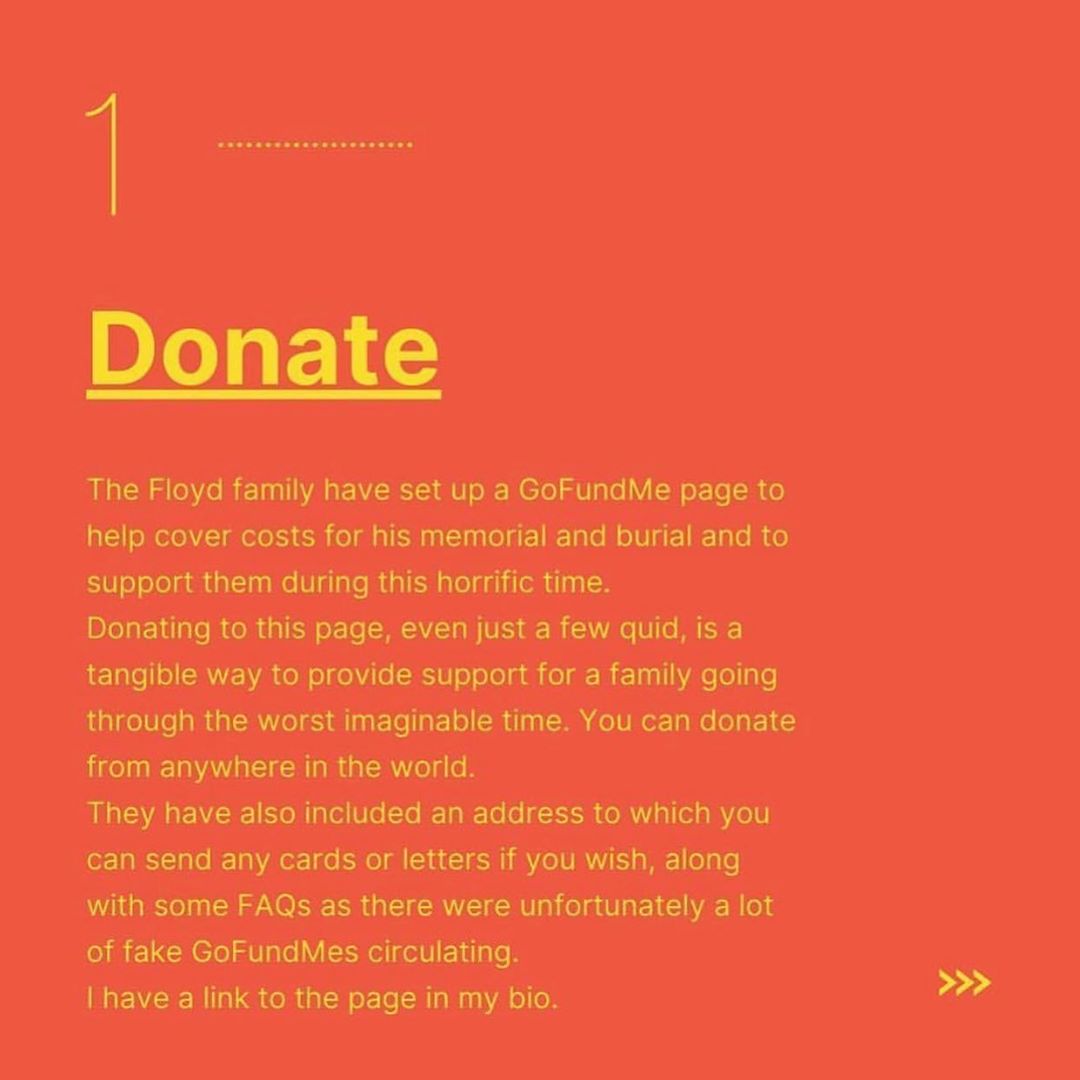 1
Donate
The Floyd family have set up a GoFundMe page to
help cover costs for his memorial and burial and to
support them during this horrific time.
Donating to this page, even just a few quid, is a
tangible way to provide support for a family going
through the worst imaginable time. You can donate
from anywhere in the world.
They have also included an address to which you
can send any cards or letters if you wish, along
with some FAQs as there were unfortunately a lot
of fake GoFundMes circulating.
I have a link to the page in my bio.
>>>